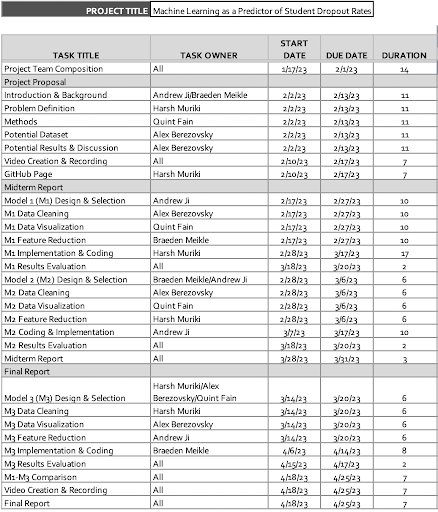 PROJECT TITLE Machine Learning as a Predictor of Student Dropout Rates
TASK TITLE TASK OWNER START DATE DUE DATE DURATION
Project Team Composition All 1/17/23 2/1/23 14
Project Proposal
Introduction & Background Andrew Ji/Braeden Meikle 2/2/23 2/13/23 11
Problem Definition Harsh Muriki 2/2/23 2/13/23 11
Methods Quint Fain 2/2/23 2/13/23 11
Potential Dataset Alex Berezovsky 2/2/23 2/13/23 11
Potential Results & Discussion Alex Berezovsky 2/2/23 2/13/23 11
Video Creation & Recording All 2/10/23 2/17/23 7
GitHub Page Harsh Muriki 2/10/23 2/17/23 7
Midterm Report
Model 1 (M1) Design & Selection Andrew Ji 2/17/23 2/27/23 10
M1 Data Cleaning Alex Berezovsky 2/17/23 2/27/23 10
M1 Data Visualization Quint Fain 2/17/23 2/27/23 10
M1 Feature Reduction Braeden Meikle 2/17/23 2/27/23 10
M1 Implementation & Coding Harsh Muriki 2/28/23 3/17/23 17
M1 Results Evaluation All 3/18/23 3/20/23 2
Model 2 (M2) Design & Selection Braeden Meikle/Andrew Ji 2/28/23 3/6/23 6
M2 Data Cleaning Alex Berezovsky 2/28/23 3/6/23 6
M2 Data Visualization Quint Fain 2/28/23 3/6/23 6
M2 Feature Reduction Harsh Muriki 2/28/23 3/6/23 6
M2 Coding & Implementation Andrew Ji 3/7/23 3/17/23 10
M2 Results Evaluation All 3/18/23 3/20/23 2
Midterm Report All 3/28/23 3/31/23 3
Final Report
Model 3 (M3) Design & Selection Harsh Muriki/Alex Berezovsky/Quint Fain 3/14/23 3/20/23 6
M3 Data Cleaning Harsh Muriki 3/14/23 3/20/23 6
M3 Data Visualization Alex Berezovsky 3/14/23 3/20/23 6
M3 Feature Reduction Andrew Ji 3/14/23 3/20/23 6
M3 Implementation & Coding Braeden Meikle 4/6/23 4/14/23 8
M3 Results Evaluation All 4/15/23 4/17/23 2
M1-M3 Comparison All 4/18/23 4/25/23 7
Video Creation & Recording All 4/18/23 4/25/23 7
Final Report All 4/18/23 4/25/23 7